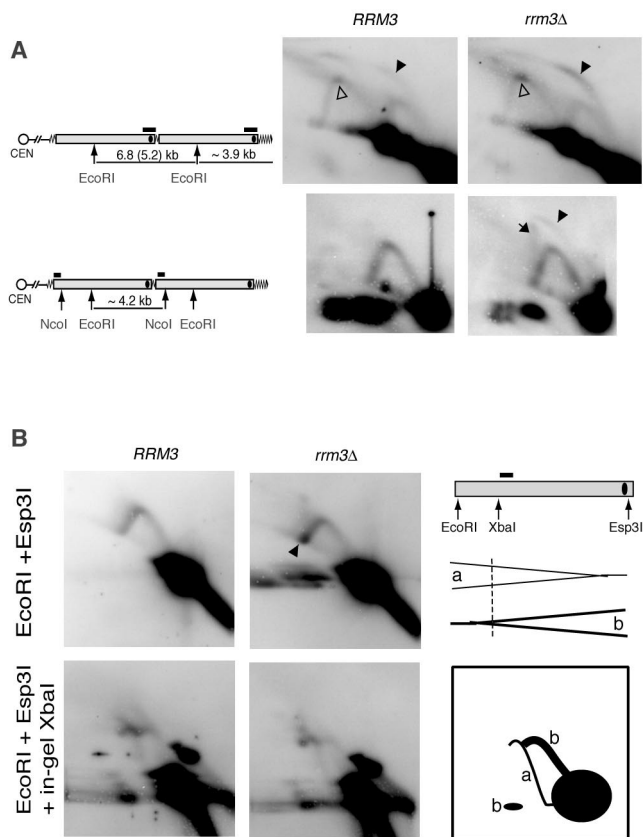 A
RRM3
rrm3Δ
CEN
6.8 (5.2) kb
~ 3.9 kb
EcoRI
EcoRI
CEN
~ 4.2 kb
NcoI
EcoRI
NcoI
EcoRI
B
RRM3
rrm3Δ
EcoRI +Esp3I
EcoRI
XbaI
Esp3I
a
b
EcoRI + Esp3I
+ in-gel XbaI
b
a
b